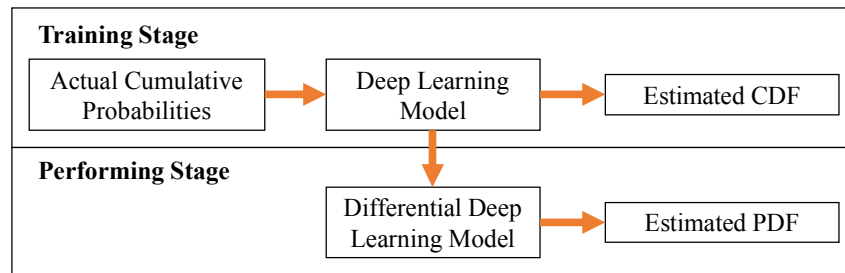 Training Stage
Actual Cumulative
Probabilities
Deep Learning
Model
Estimated CDF
Performing Stage
Differential Deep
Learning Model
Estimated PDF